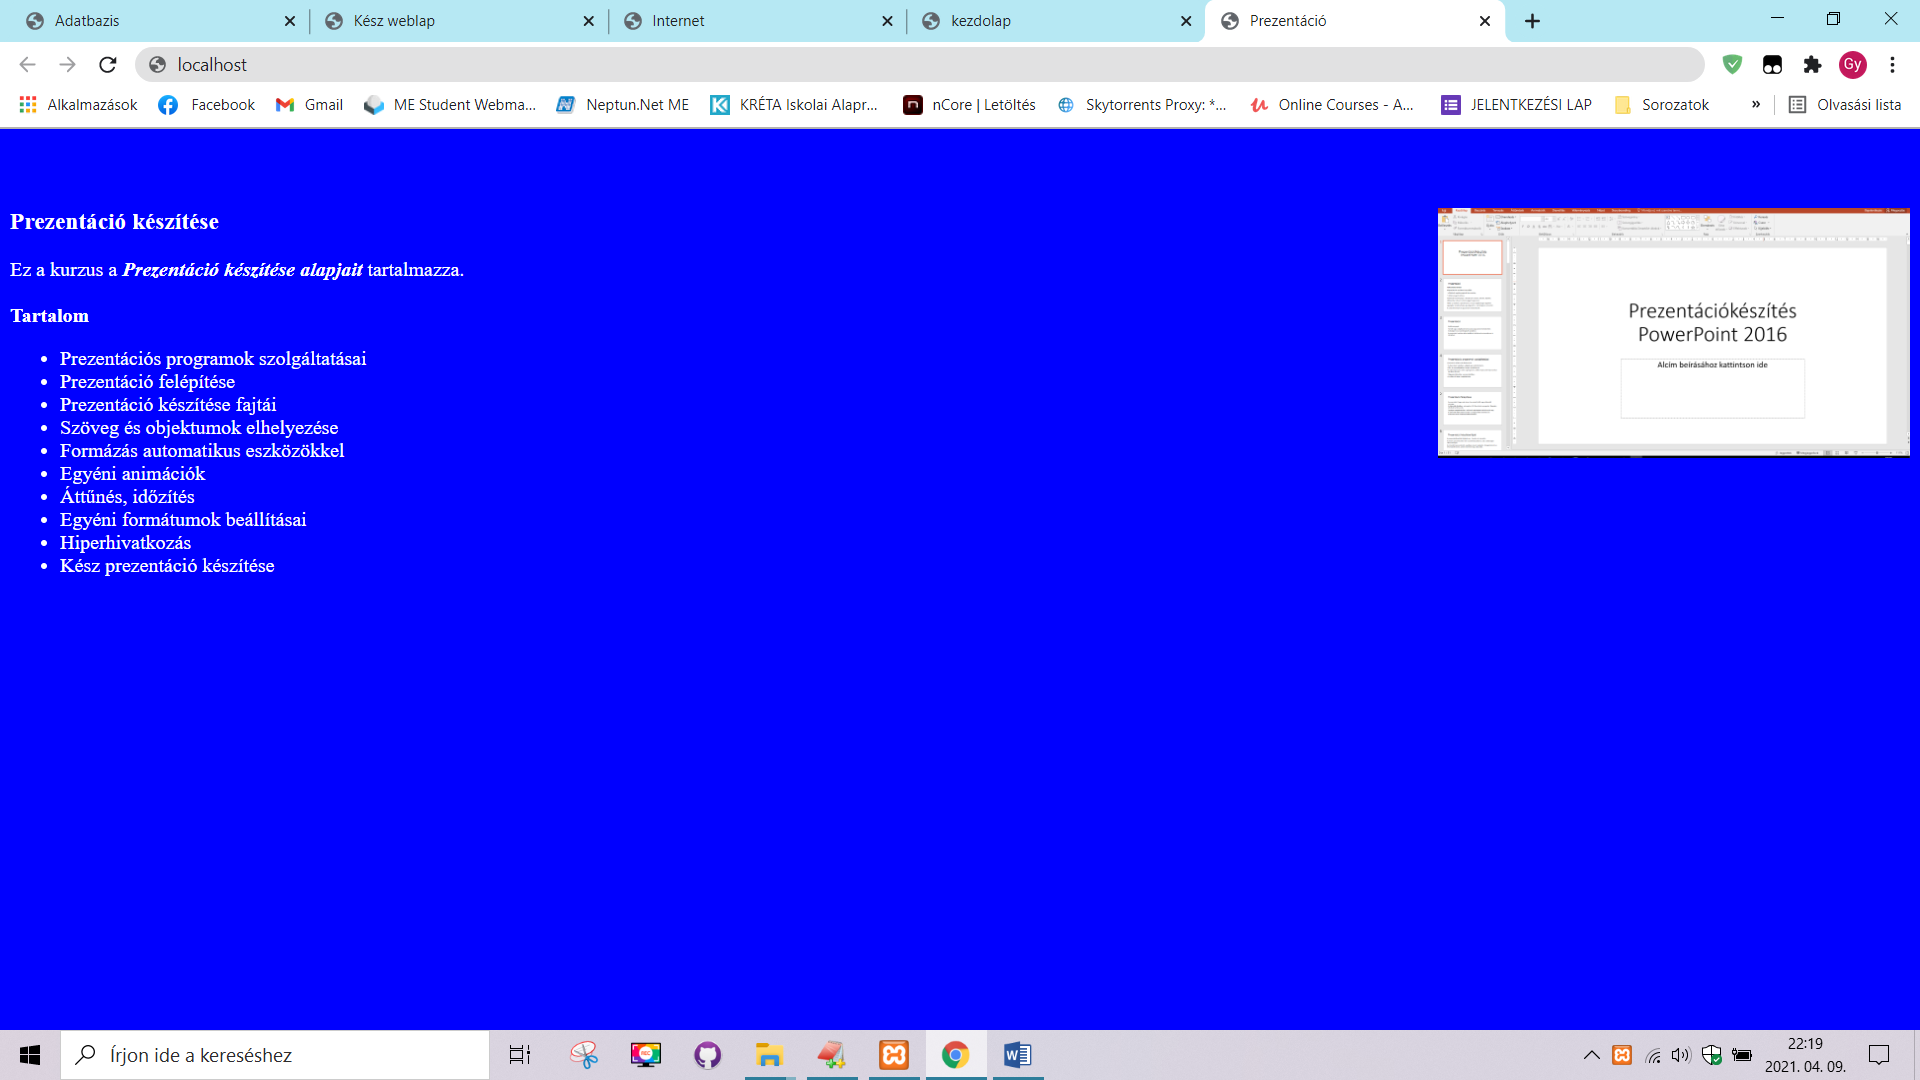 Adatbazis
Kész weblap
Internet
kezdolap
Prezentáció
localhost
Gy
Alkalmazások
Facebook
Gmail
ME Student Webma...
Neptun.Net ME
KRÉTA Iskolai Alapr...
nCore | Letöltés
Skytorrents Proxy: *...
Online Courses - A...
JELENTKEZÉSI LAP
Sorozatok
»
Olvasási lista
Prezentáció készítése
Ez a kurzus a Prezentáció készítése alapjait tartalmazza.
Tartalom
• Prezentációs programok szolgáltatásai
• Prezentáció felépítése
• Prezentáció készítése fajtái
• Szöveg és objektumok elhelyezése
• Formázás automatikus eszközökkel
• Egyéni animációk
• Áttűnés, időzítés
• Egyéni formátumok beállításai
• Hiperhivatkozás
• Kész prezentáció készítése
Prezentációkészítés
PowerPoint 2016
Alcím beírásához kattintson ide
Írjon ide a kereséshez
22:19
2021. 04. 09.